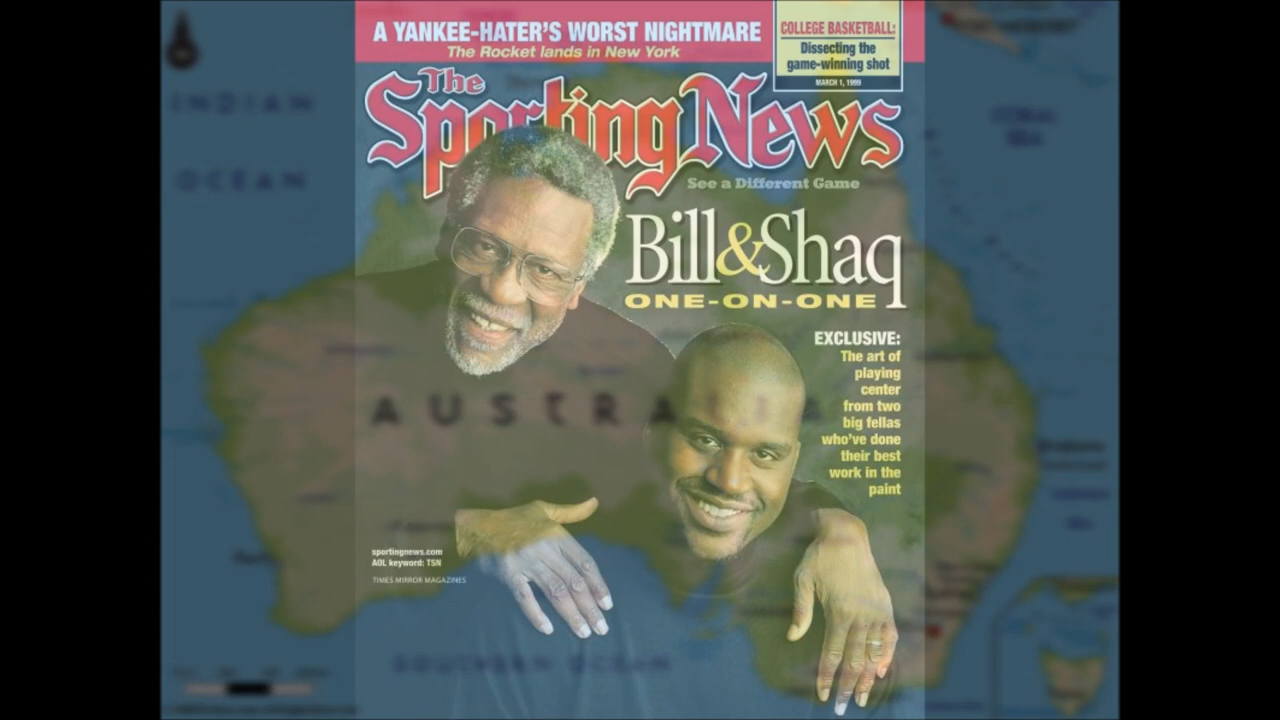 A YANKEE-HATER'S WORST NIGHTMARE
The Rocket lands in New York
COLLEGE BASKETBALL:
Dissecting the
game-winning shot
MARCH 1, 1999
The
Sporting News
See a Different Game
Bill&Shaq
ONE-ON-ONE
EXCLUSIVE:
The art of
playing
center
from two
big fellas
who've done
their best
work in the
paint
sportingnews.com
AOL keyword: TSN
TIMES MIRROR MAGAZINES
INDIAN
OCEAN
CORAL
SEA
AUSTRALIA
SOUTHERN OCEAN